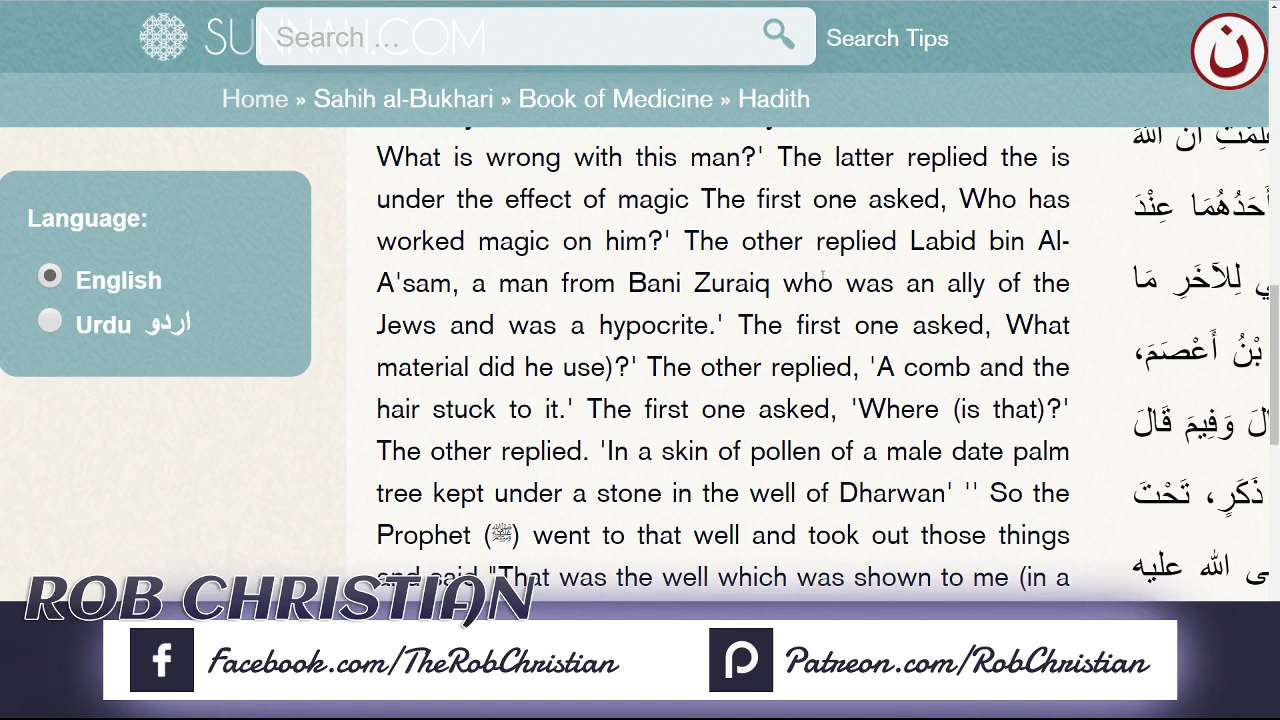 SUNNAH.COM
Search ...
Search Tips
ن
Home » Sahih al-Bukhari » Book of Medicine » Hadith
Language:
English
Urdu اردو
What is wrong with this man?' The latter replied the is
under the effect of magic The first one asked, Who has
worked magic on him?' The other replied Labid bin Al-
A'sam, a man from Bani Zuraiq who was an ally of the
Jews and was a hypocrite.' The first one asked, What
material did he use)?' The other replied, 'A comb and the
hair stuck to it.' The first one asked, 'Where (is that)?'
The other replied. 'In a skin of pollen of a male date palm
tree kept under a stone in the well of Dharwan' '' So the
Prophet (ﷺ) went to that well and took out those things
and said "That was the well which was shown to me (in a
أَنَّ اللَّهَ
أَحَدُهُمَا عِنْدَ
لِلآخَرِ مَا
بْنُ أَعْصَمَ،
وَفِيمَ قَالَ
ذَكَرٍ، تَحْتَ
الله عليه
ROB CHRISTIAN
Facebook.com/TheRobChristian
Patreon.com/RobChristian